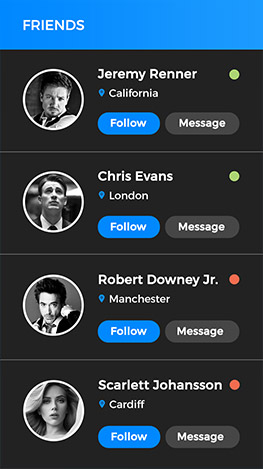 FRIENDS
Jeremy Renner
California
Follow Message
Chris Evans
London
Follow Message
Robert Downey Jr.
Manchester
Follow Message
Scarlett Johansson
Cardiff
Follow Message